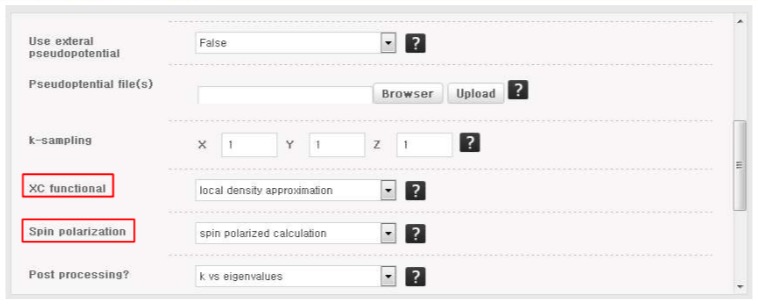 Use exteral
pseudopotential
False
?
Pseudoptential file(s)
Browser
Upload
?
k-sampling
X 1 Y 1 Z 1 ?
XC functional
local density approximation
?
Spin polarization
spin polarized calculation
?
Post processing?
k vs eigenvalues
?